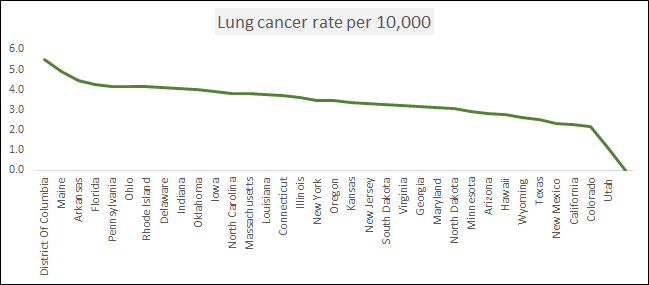 Lung cancer rate per 10,000
6.0
5.0
4.0
3.0
2.0
1.0
0.0
District Of Columbia
Maine
Arkansas
Florida
Pennsylvania
Ohio
Rhode Island
Delaware
Indiana
Oklahoma
Iowa
North Carolina
Massachusetts
Louisiana
Connecticut
Illinois
New York
Oregon
Kansas
New Jersey
South Dakota
Virginia
Georgia
Maryland
North Dakota
Minnesota
Arizona
Hawaii
Wyoming
Texas
New Mexico
California
Colorado
Utah